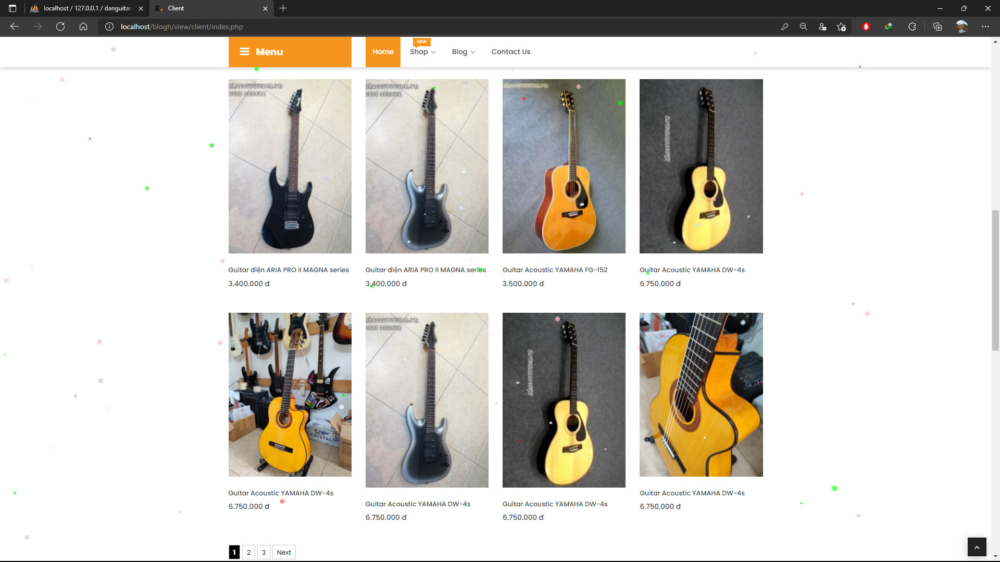 localhost / 127.0.0.1 / danguitar
Client
localhost/blogh/view/client/index.php
NEW
Menu
Home
Shop
Blog
Contact Us
Guitar điện ARIA PRO II MAGNA series
3.400.000 đ
Guitar điện ARIA PRO II MAGNA series
3.400.000 đ
Guitar Acoustic YAMAHA FG-152
3.500.000 đ
Guitar Acoustic YAMAHA DW-4s
6.750.000 đ
CRYSTAL
Guitar Acoustic YAMAHA DW-4s
6.750.000 đ
Guitar Acoustic YAMAHA DW-4s
6.750.000 đ
Guitar Acoustic YAMAHA DW-4s
6.750.000 đ
Guitar Acoustic YAMAHA DW-4s
6.750.000 đ
1 2 3 Next